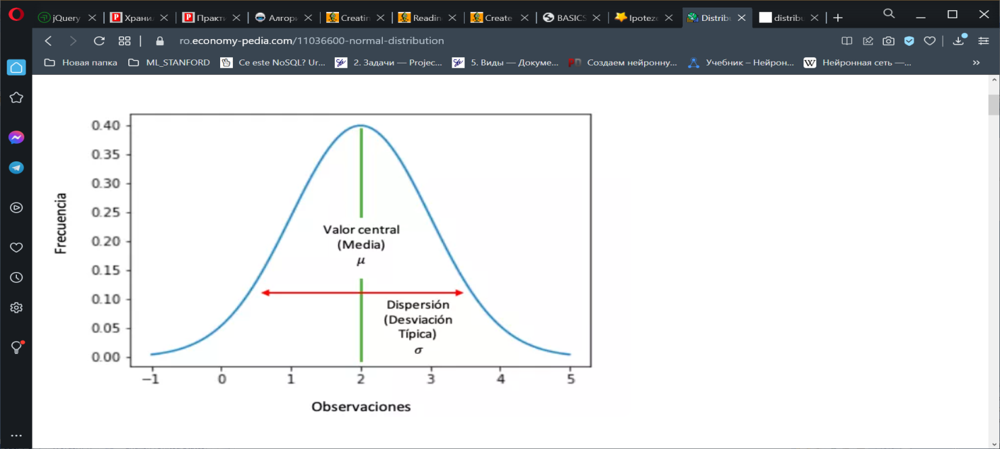 jQuery
Храни
Практи
Алгор
Creatin
Readin
Create
BASICS
Ipotez
Distrib
distrib
ro.economy-pedia.com/11036600-normal-distribution
Новая папка
ML_STANFORD
Ce este NoSQL? Ur...
2. Задачи — Projec...
5. Виды — Докуме...
Создаем нейронну...
Учебник – Нейрон...
Нейронная сеть —...
0.40
0.35
0.30
0.25
0.20
0.15
0.10
0.05
0.00
Frecuencia
Valor central
(Media)
μ
Dispersión
(Desviación
Típica)
σ
−1 0 1 2 3 4 5
Observaciones